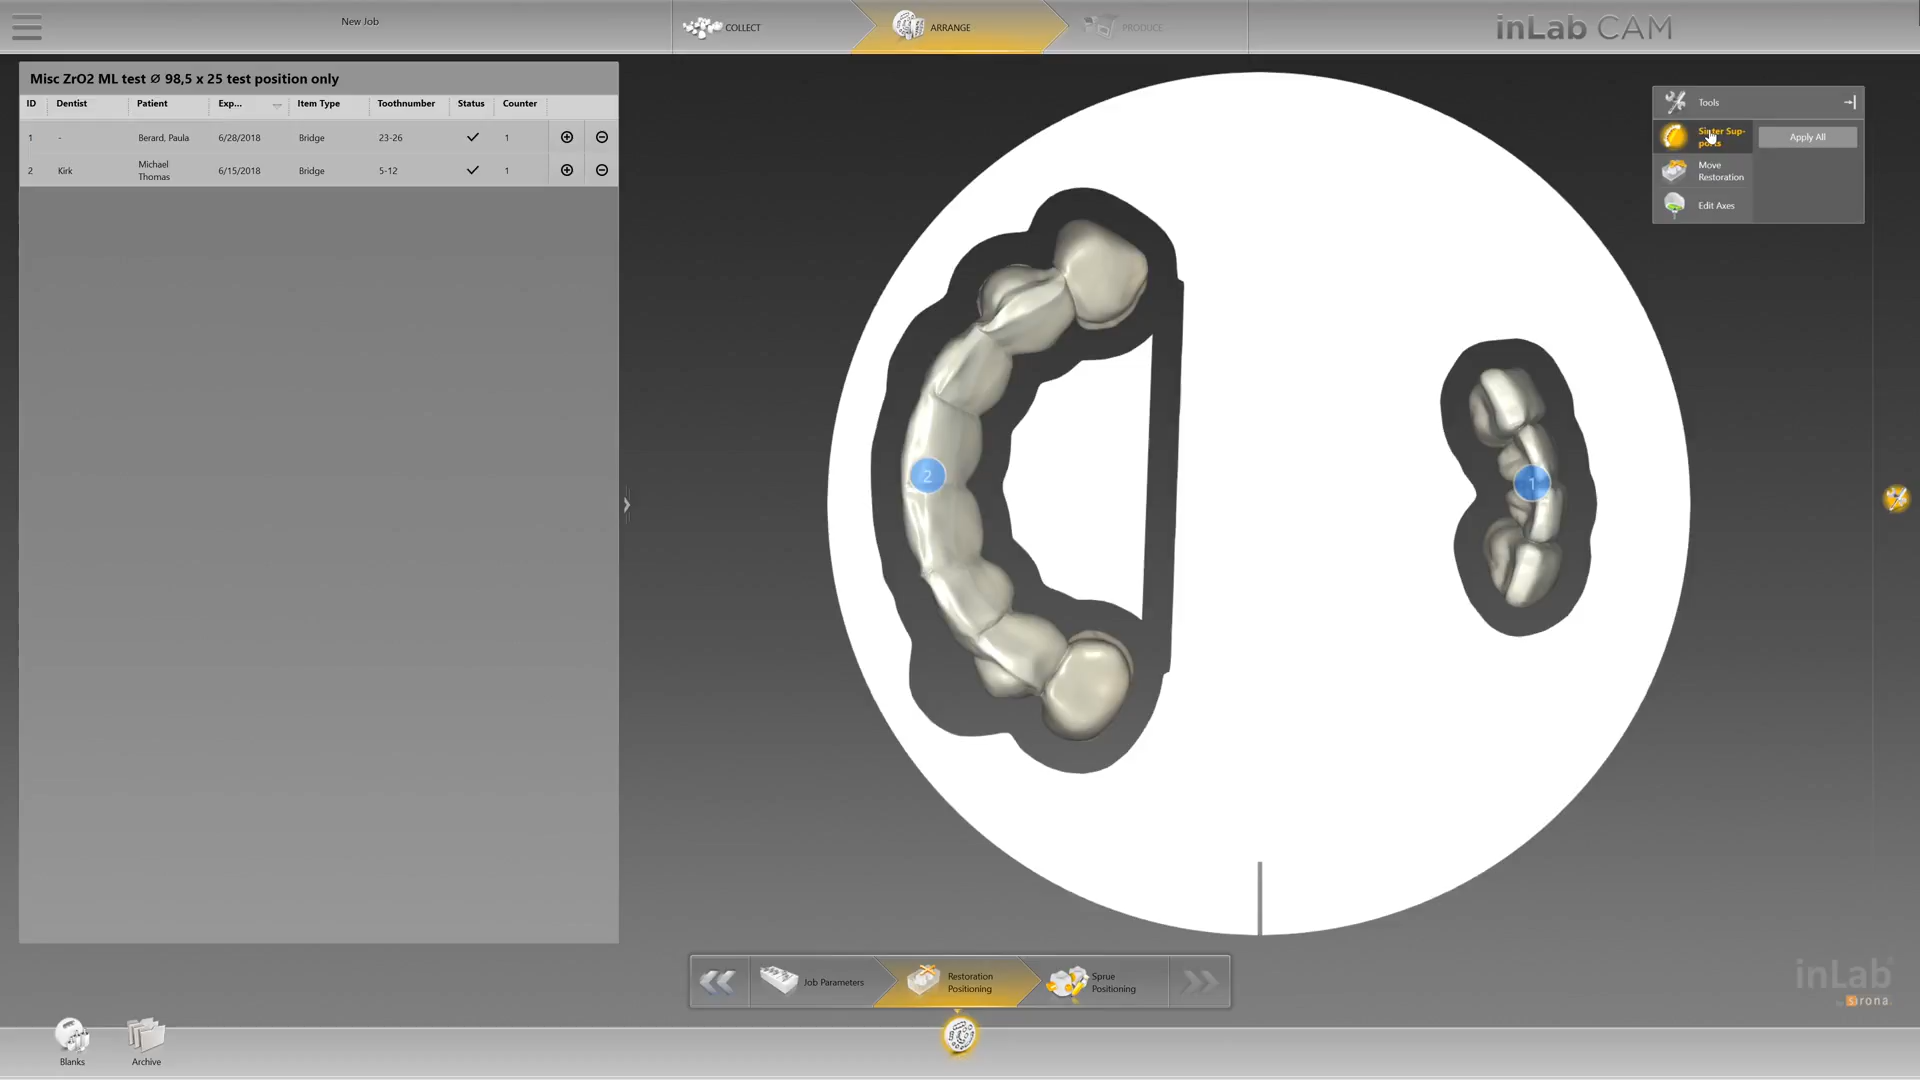 New Job
COLLECT
ARRANGE
PRODUCE
inLab CAM
Misc ZrO2 ML test Ø 98,5 x 25 test position only
ID Dentist Patient Exp... Item Type Toothnumber Status Counter
1 - Berard, Paula 6/28/2018 Bridge 23-26 1
2 Kirk Michael Thomas 6/15/2018 Bridge 5-12 1
Tools
Sinter Sup-
ports
Apply All
Move
Restoration
Edit Axes
2
1
Job Parameters
Restoration
Positioning
Sprue
Positioning
inLab
sirona.
Blanks
Archive